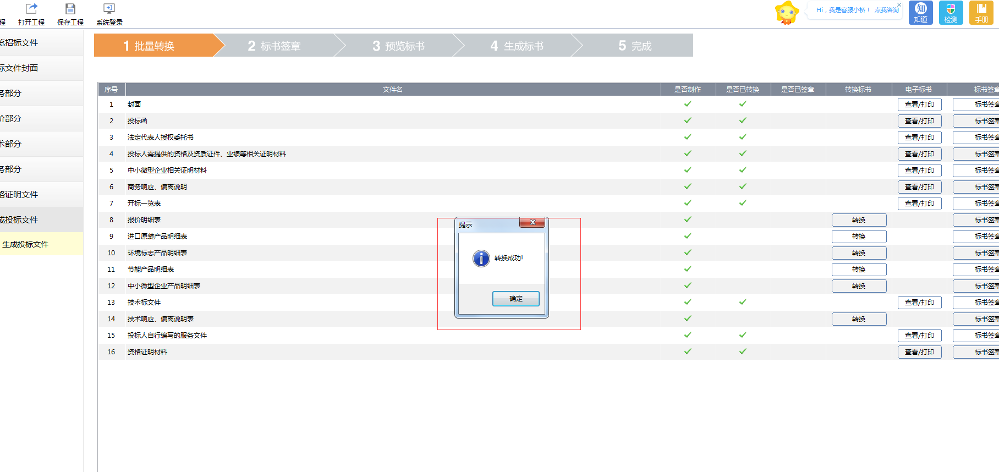 程 打开工程 保存工程 系统登录
Hi，我是客服小桥！ 点我咨询
知 知道 检测 手册
览招标文件
标文件封面
务部分
价部分
术部分
务部分
格证明文件
成投标文件
生成投标文件
1 批量转换 2 标书签章 3 预览标书 4 生成标书 5 完成
序号 文件名 是否制作 是否已转换 是否已签章 转换标书 电子标书 标书签章
1 封面 查看/打印 标书签章
2 投标函 查看/打印 标书签章
3 法定代表人授权委托书 查看/打印 标书签章
4 投标人需提供的资格及资质证件、业绩等相关证明材料 查看/打印 标书签章
5 中小微型企业相关证明材料 查看/打印 标书签章
6 商务响应、偏离说明 查看/打印 标书签章
7 开标一览表 查看/打印 标书签章
8 报价明细表 转换 标书签章
9 进口原装产品明细表 转换 标书签章
10 环境标志产品明细表 转换 标书签章
11 节能产品明细表 转换 标书签章
12 中小微型企业产品明细表 转换 标书签章
13 技术标文件 查看/打印 标书签章
14 技术响应、偏离说明表 转换 标书签章
15 投标人自行编写的服务文件 查看/打印 标书签章
16 资格证明材料 查看/打印 标书签章
提示
转换成功!
确定